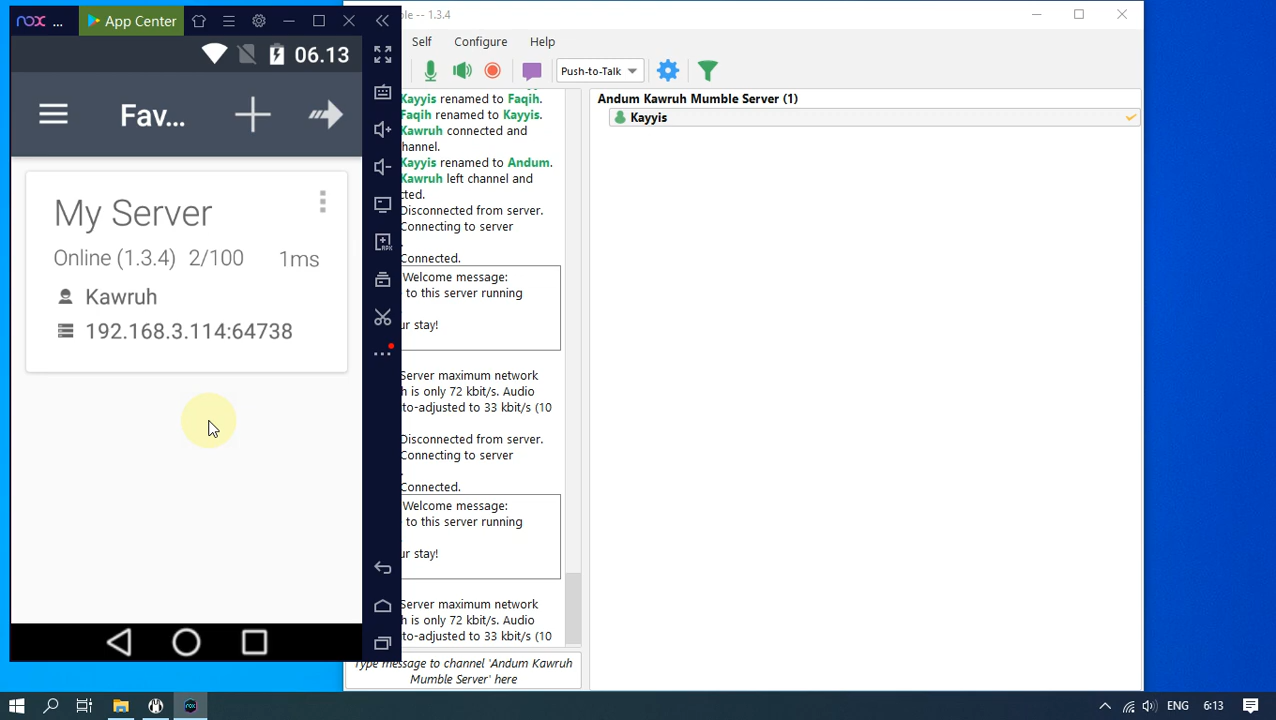 nox ... App Center
06.13
Fav...
My Server
Online (1.3.4) 2/100 1ms
Kawruh
192.168.3.114:64738
ble -- 1.3.4
Self Configure Help
Push-to-Talk
Kayyis renamed to Faqih.
Faqih renamed to Kayyis.
Kawruh connected and
hannel.
Kayyis renamed to Andum.
Kawruh left channel and
cted.
Disconnected from server.
Connecting to server
.
Connected.
Welcome message:
to this server running
ur stay!
Server maximum network
h is only 72 kbit/s. Audio
to-adjusted to 33 kbit/s (10
Disconnected from server.
Connecting to server
.
Connected.
Welcome message:
to this server running
ur stay!
Server maximum network
h is only 72 kbit/s. Audio
to-adjusted to 33 kbit/s (10
Type message to channel 'Andum Kawruh
Mumble Server' here
Andum Kawruh Mumble Server (1)
Kayyis
nox
ENG 6:13